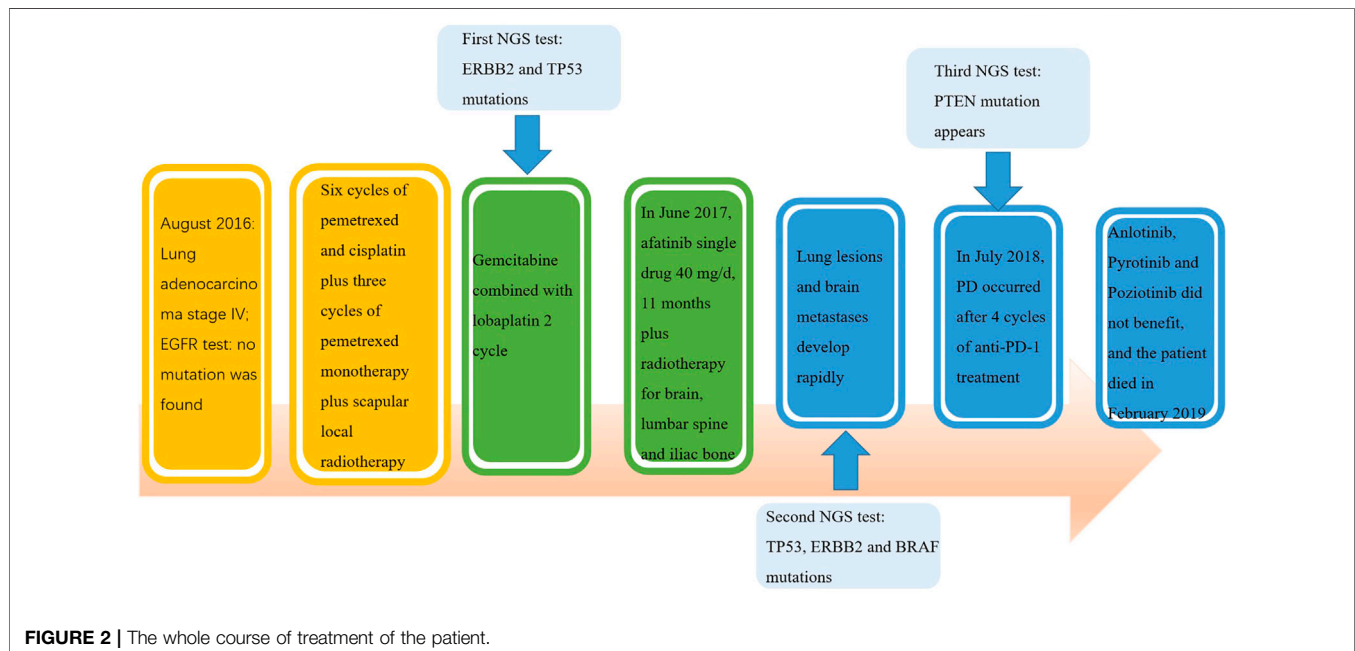 First NGS test:
ERBB2 and TP53
mutations
Third NGS test:
PTEN mutation
appears
August 2016:
Lung
adenocarcino
ma stage IV;
EGFR test: no
mutation was
found
Six cycles of
pemetrexed
and cisplatin
plus three
cycles of
pemetrexed
monotherapy
plus scapular
local
radiotherapy
Gemcitabine
combined with
lobaplatin 2
cycle
In June 2017,
afatinib single
drug 40 mg/d,
11 months
plus
radiotherapy
for brain,
lumbar spine
and iliac bone
Lung lesions
and brain
metastases
develop
rapidly
In July 2018,
PD occurred
after 4 cycles
of anti-PD-1
treatment
Anlotinib,
Pyrotinib and
Poziotinib did
not benefit,
and the patient
died in
February 2019
Second NGS test:
TP53, ERBB2 and BRAF
mutations
FIGURE 2 | The whole course of treatment of the patient.